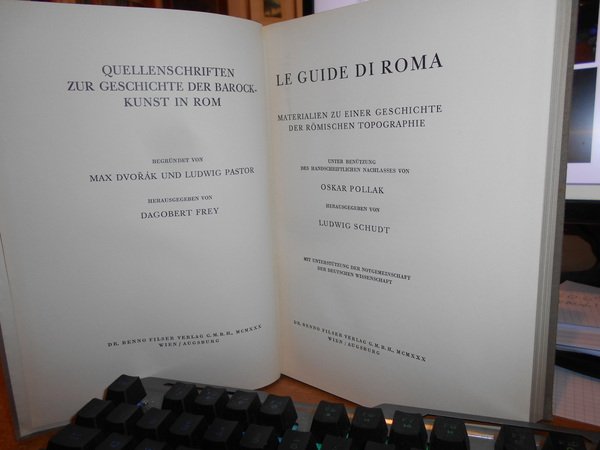 QUELLENSCHRIFTEN
ZUR GESCHICHTE DER BAROCK-
KUNST IN ROM
BEGRÜNDET VON
MAX DVOŘÁK UND LUDWIG PASTOR
HERAUSGEGEBEN VON
DAGOBERT FREY
DR. BENNO FILSER VERLAG G.M.B.H., MCMXXX
WIEN / AUGSBURG
LE GUIDE DI ROMA
MATERIALIEN ZU EINER GESCHICHTE
DER RÖMISCHEN TOPOGRAPHIE
UNTER BENÜTZUNG
DES HANDSCHRIFTLICHEN NACHLASSES VON
OSKAR POLLAK
HERAUSGEGEBEN VON
LUDWIG SCHUDT
MIT UNTERSTÜTZUNG DER NOTGEMEINSCHAFT
DER DEUTSCHEN WISSENSCHAFT
DR. BENNO FILSER VERLAG G.M.B.H., MCMXXX
WIEN / AUGSBURG